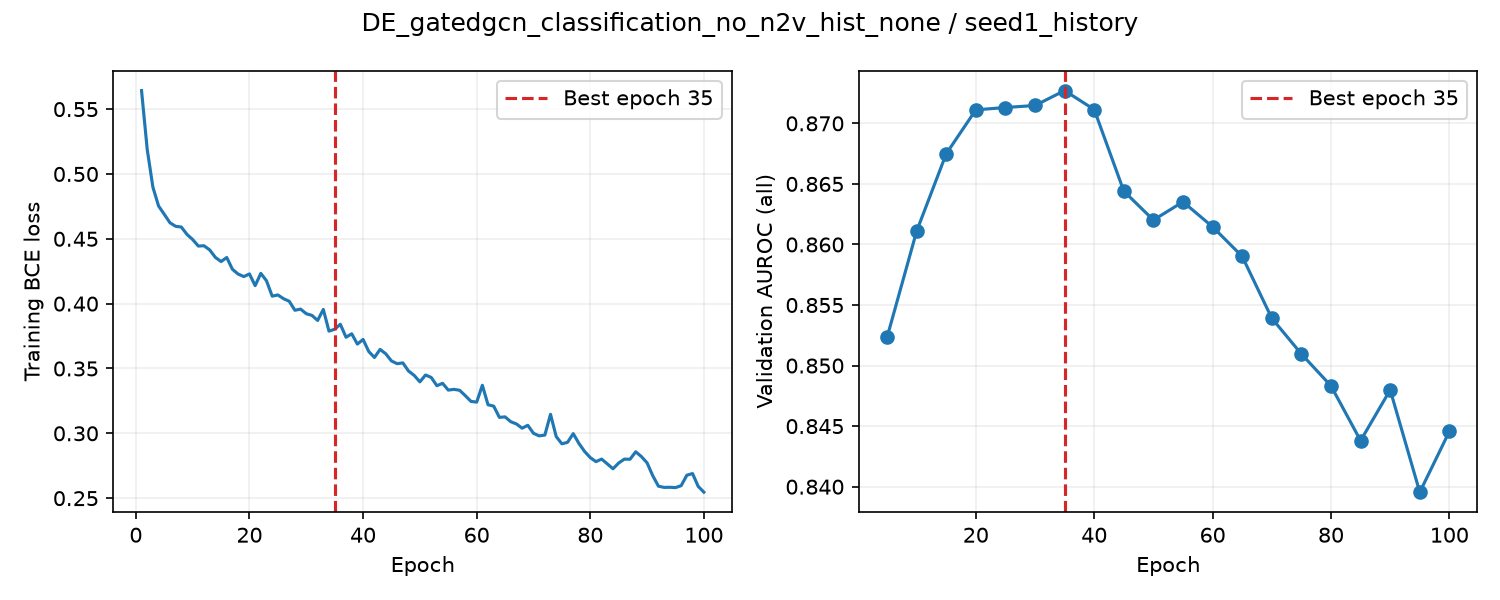 DE_gatedgcn_classification_no_n2v_hist_none / seed1_history
Training BCE loss
0.55
0.50
0.45
0.40
0.35
0.30
0.25
Best epoch 35
0 20 40 60 80 100
Epoch
Validation AUROC (all)
0.870
0.865
0.860
0.855
0.850
0.845
0.840
Best epoch 35
20 40 60 80 100
Epoch